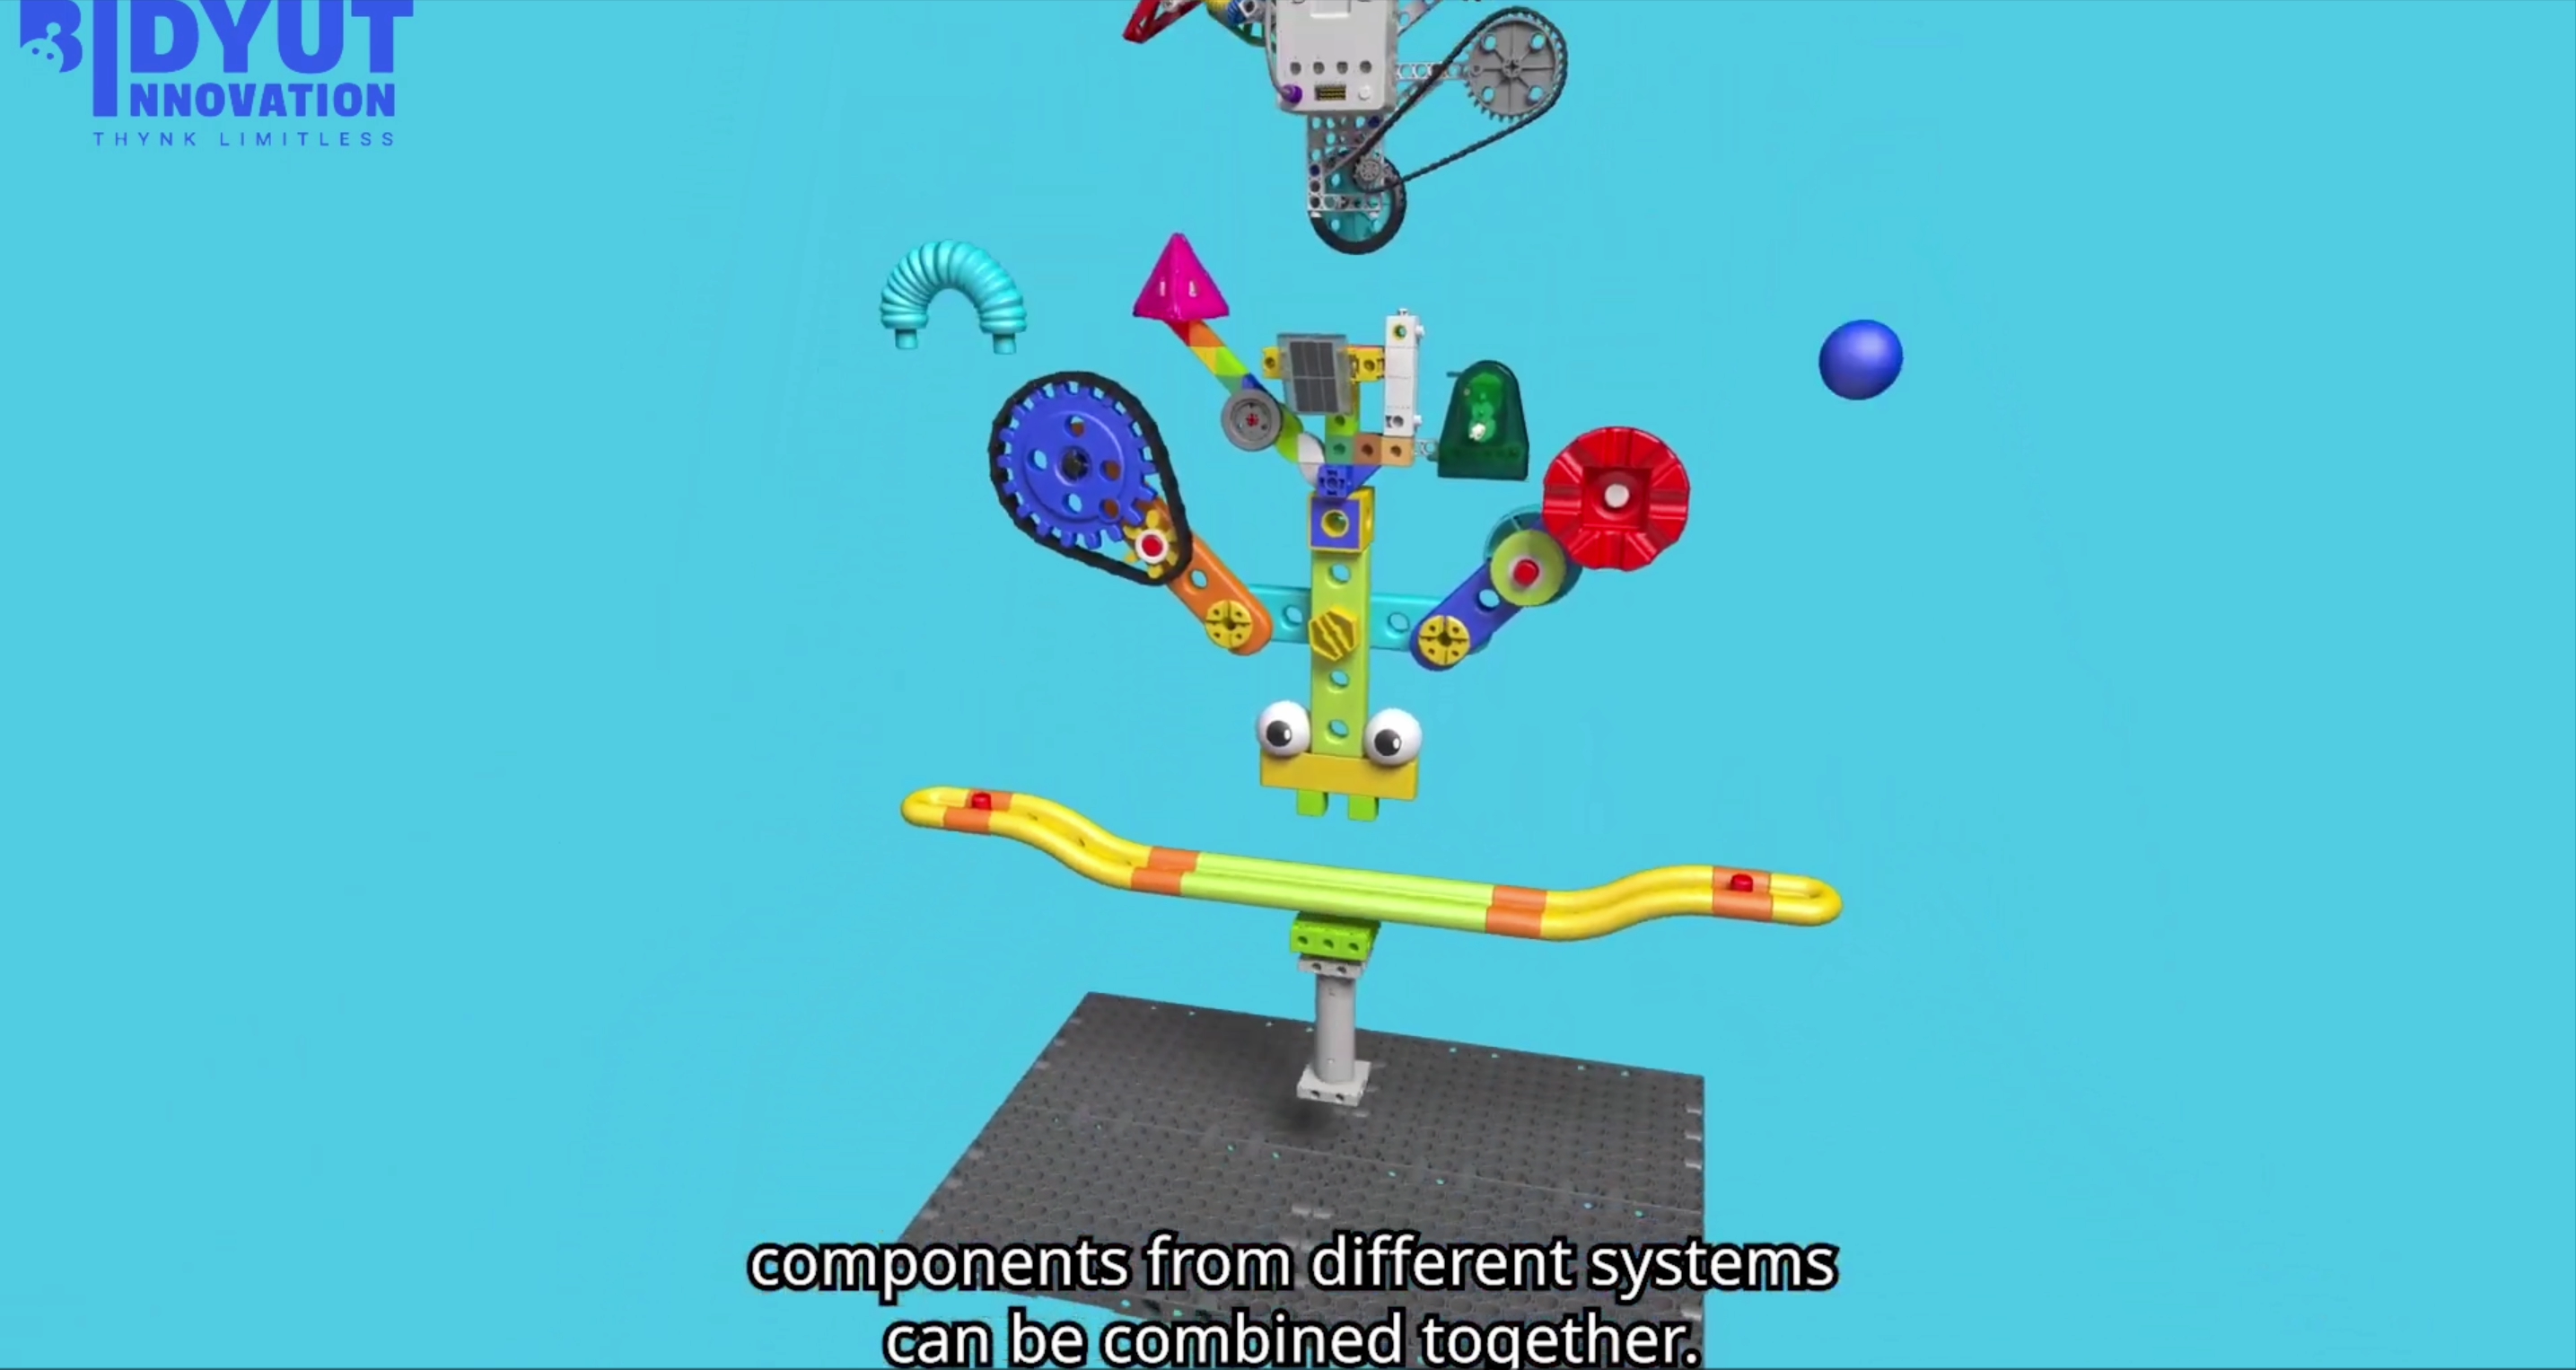 BIDYUT
INNOVATION
THYNK LIMITLESS
components from different systems
can be combined together.